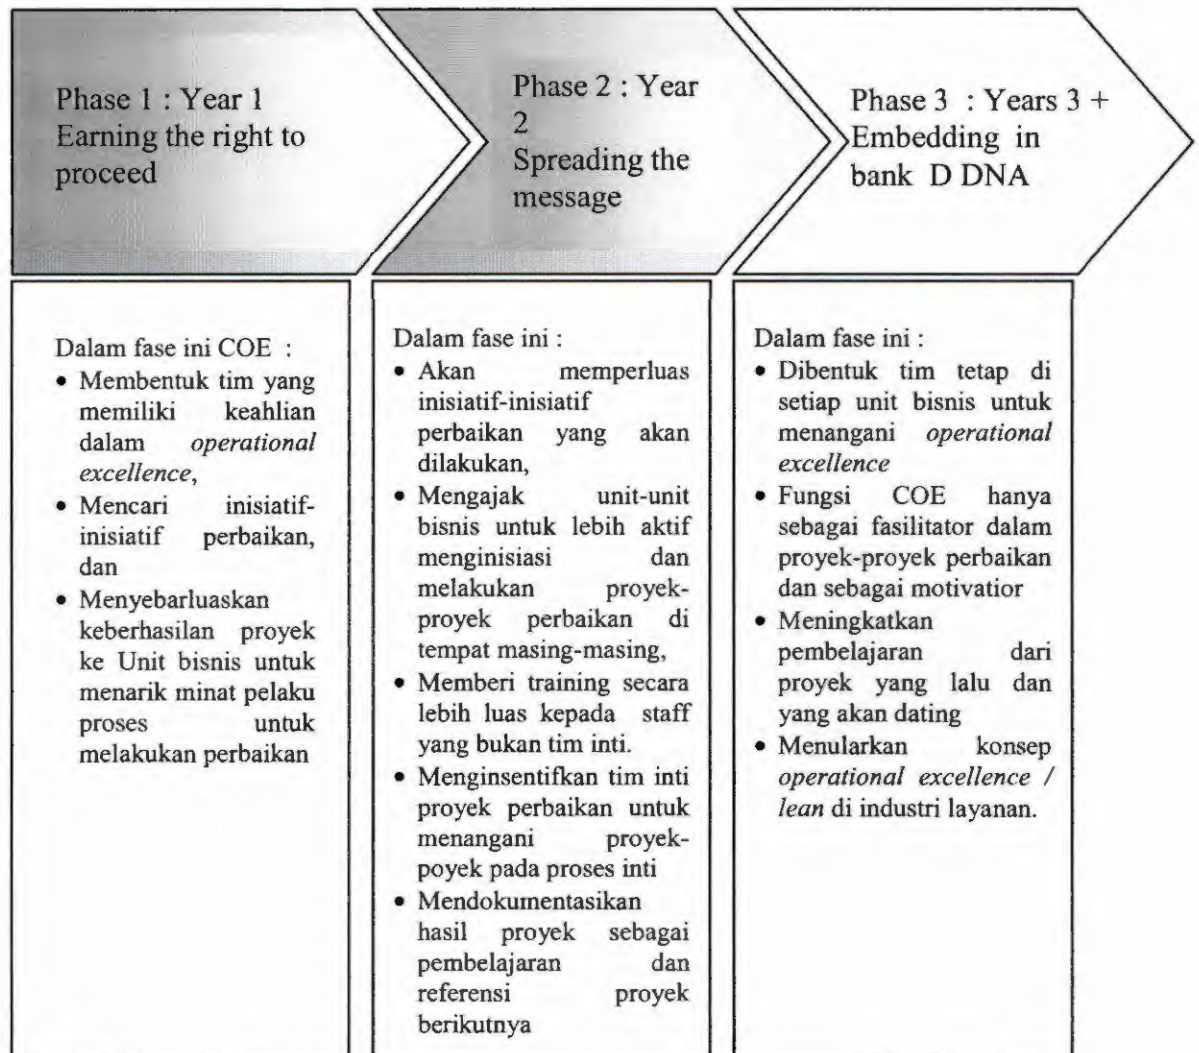 Phase 1 : Year 1
Earning the right to
proceed
Phase 2 : Year
2
Spreading the
message
Phase 3 : Years 3 +
Embedding in
bank D DNA
Dalam fase ini COE :
• Membentuk tim yang
memiliki keahlian
dalam operational
excellence,
• Mencari inisiatif-
inisiatif perbaikan,
dan
• Menyebarluaskan
keberhasilan proyek
ke Unit bisnis untuk
menarik minat pelaku
proses untuk
melakukan perbaikan
Dalam fase ini :
• Akan memperluas
inisiatif-inisiatif
perbaikan yang akan
dilakukan,
• Mengajak unit-unit
bisnis untuk lebih aktif
menginisiasi dan
melakukan proyek-
proyek perbaikan di
tempat masing-masing,
• Memberi training secara
lebih luas kepada staff
yang bukan tim inti.
• Menginsentifkan tim inti
proyek perbaikan untuk
menangani proyek-
poyek pada proses inti
• Mendokumentasikan
hasil proyek sebagai
pembelajaran dan
referensi proyek
berikutnya
Dalam fase ini :
• Dibentuk tim tetap di
setiap unit bisnis untuk
menangani operational
excellence
• Fungsi COE hanya
sebagai fasilitator dalam
proyek-proyek perbaikan
dan sebagai motivatior
• Meningkatkan
pembelajaran dari
proyek yang lalu dan
yang akan dating
• Menularkan konsep
operational excellence /
lean di industri layanan.